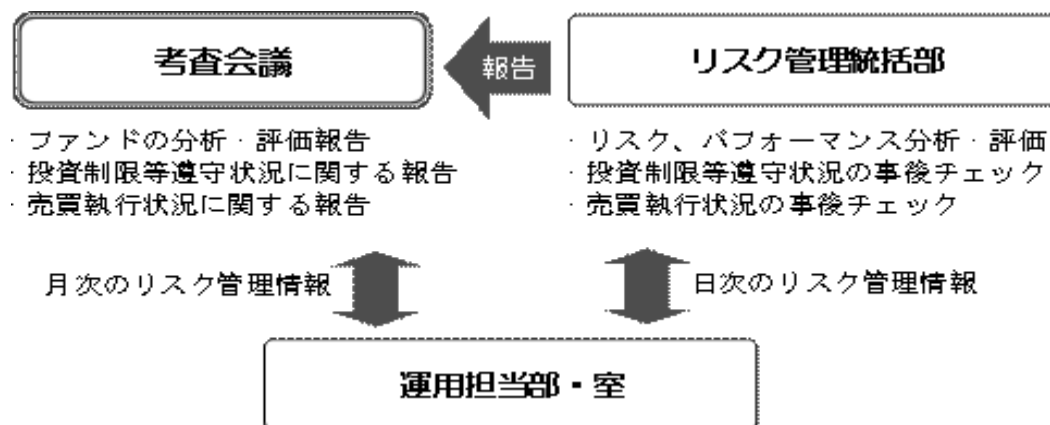 考査会議
報告
リスク管理統括部
・ファンドの分析・評価報告
・投資制限等遵守状況に関する報告
・売買執行状況に関する報告
・リスク、パフォーマンス分析・評価
・投資制限等遵守状況の事後チェック
・売買執行状況の事後チェック
月次のリスク管理情報
日次のリスク管理情報
運用担当部・室